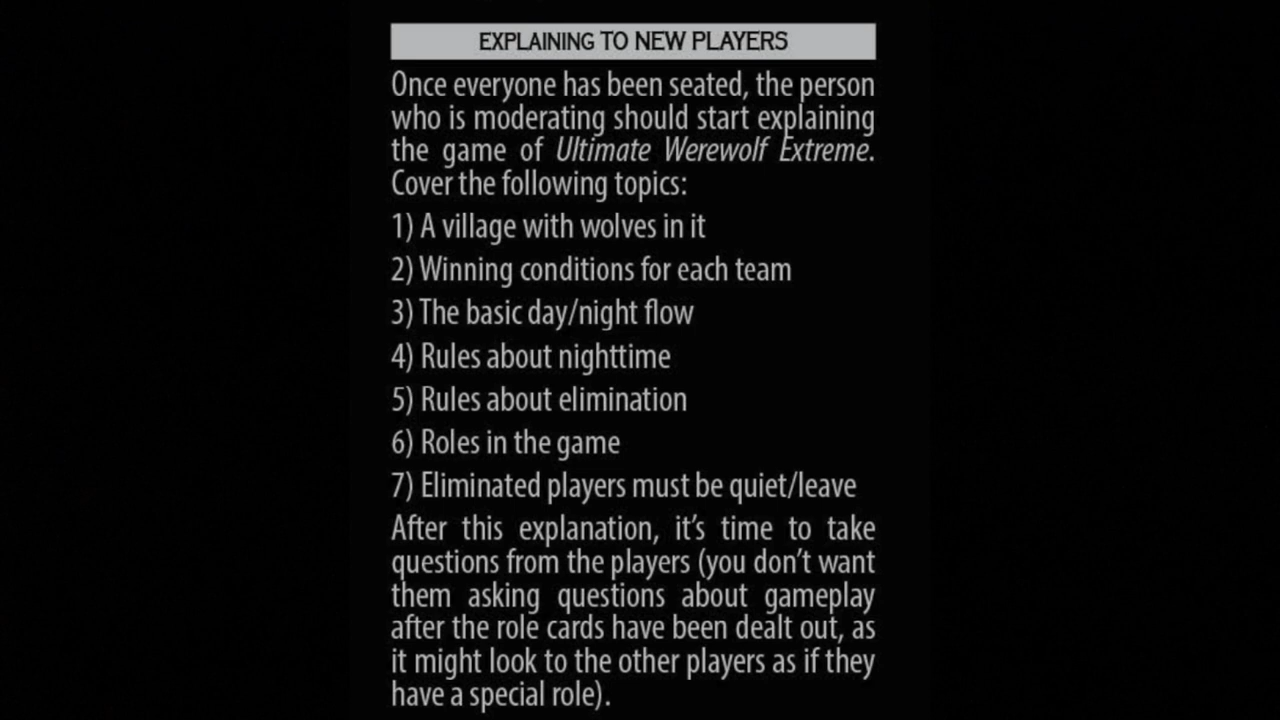 EXPLAINING TO NEW PLAYERS
Once everyone has been seated, the person
who is moderating should start explaining
the game of Ultimate Werewolf Extreme.
Cover the following topics:
1) A village with wolves in it
2) Winning conditions for each team
3) The basic day/night flow
4) Rules about nighttime
5) Rules about elimination
6) Roles in the game
7) Eliminated players must be quiet/leave
After this explanation, it’s time to take
questions from the players (you don’t want
them asking questions about gameplay
after the role cards have been dealt out, as
it might look to the other players as if they
have a special role).